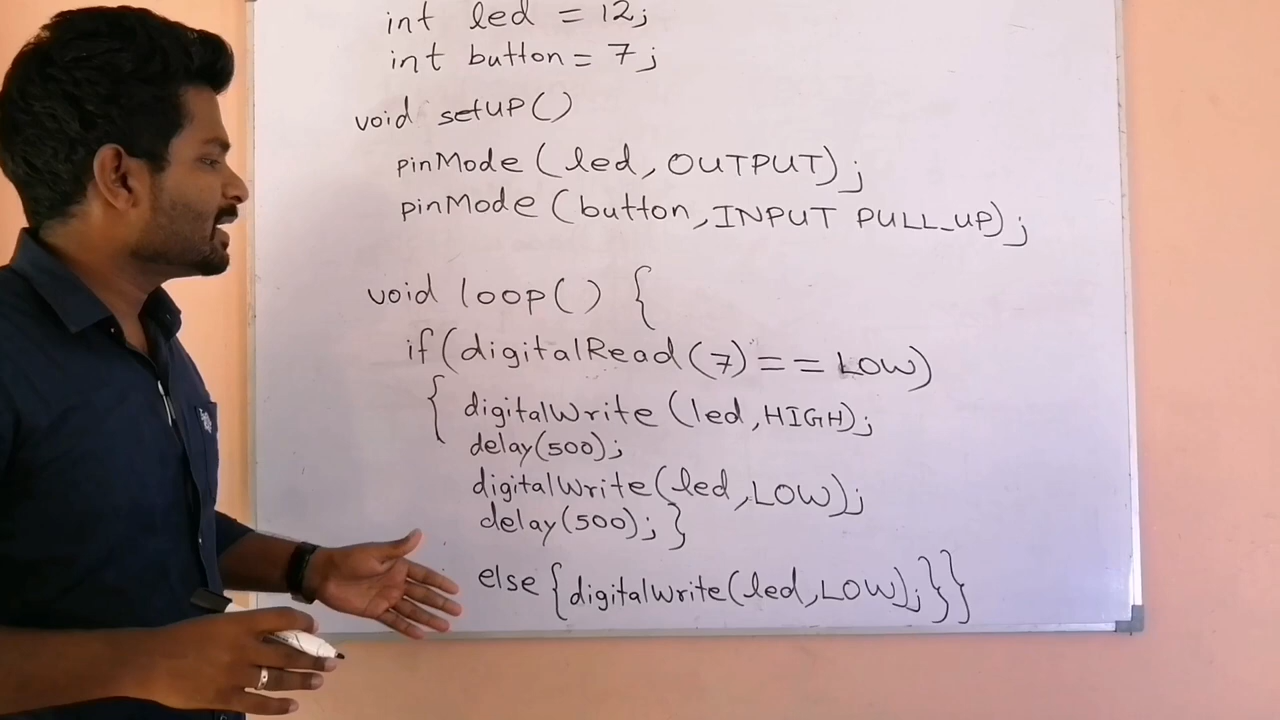 int led = 12;
int button = 7;
void setUP()
pinMode (led, OUTPUT);
pinMode (button, INPUT PULL_UP);
void loop() {
if(digitalRead (7) == LOW)
{ digitalWrite (led, HIGH);
delay(500);
digitalWrite(led, LOW);
delay(500); }
else {digitalWrite(led, LOW);}}